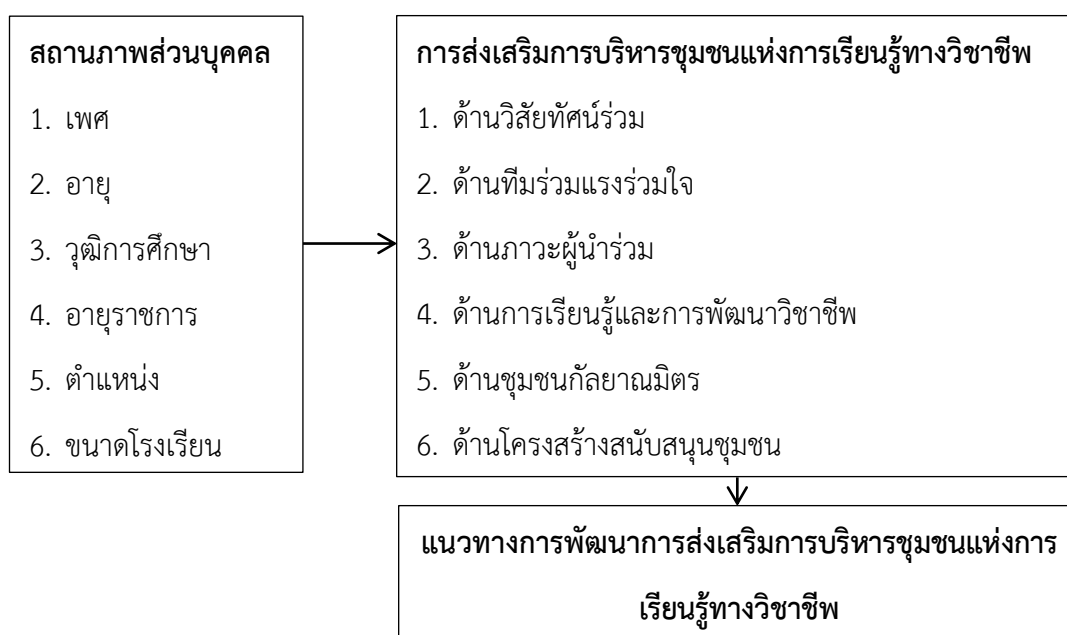 สถานภาพส่วนบุคคล
1. เพศ
2. อายุ
3. วุฒิการศึกษา
4. อายุราชการ
5. ตำแหน่ง
6. ขนาดโรงเรียน
การส่งเสริมการบริหารชุมชนแห่งการเรียนรู้ทางวิชาชีพ
1. ด้านวิสัยทัศน์ร่วม
2. ด้านทีมร่วมแรงร่วมใจ
3. ด้านภาวะผู้นำร่วม
4. ด้านการเรียนรู้และการพัฒนาวิชาชีพ
5. ด้านชุมชนกัลยาณมิตร
6. ด้านโครงสร้างสนับสนุนชุมชน
แนวทางการพัฒนาการส่งเสริมการบริหารชุมชนแห่งการ
เรียนรู้ทางวิชาชีพ